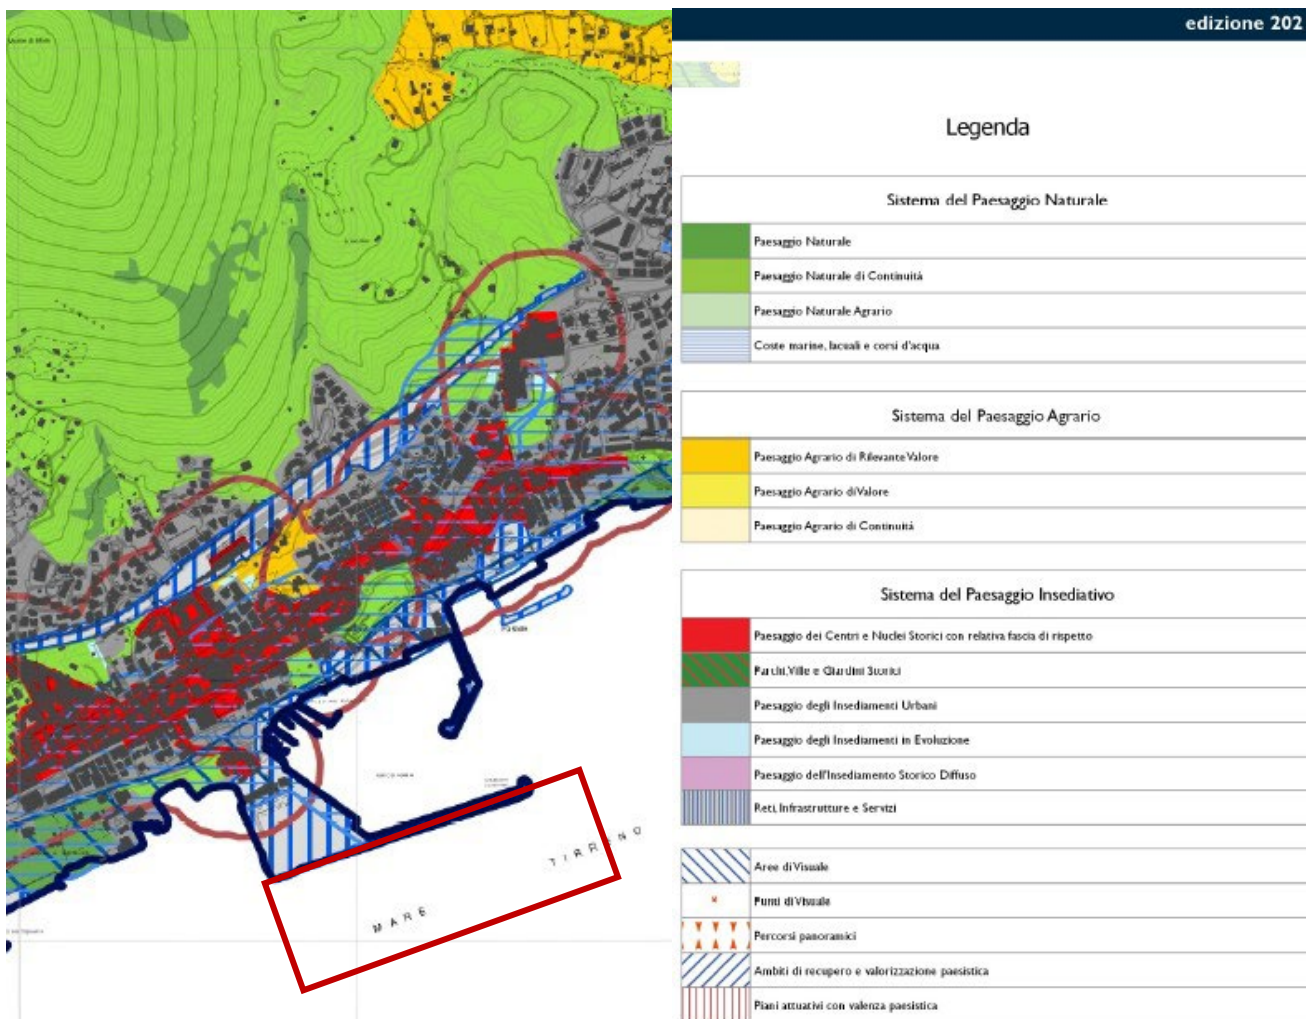 edizione 202
Legenda
Sistema del Paesaggio Naturale
Paesaggio Naturale
Paesaggio Naturale di Continuitá
Paesaggio Naturale Agrario
Coste marine, lacuali e corsi d'acqua
Sistema del Paesaggio Agrario
Paesaggio Agrario di Rilevante Valore
Paesaggio Agrario di Valore
Paesaggio Agrario di Continuitá
Sistema del Paesaggio Insediativo
Paesaggio dei Centri e Nuclei Storici con relativa fascia di rispetto
Parchi, Ville e Giardini Storici
Paesaggio degli Insediamenti Urbani
Paesaggio degli Insediamenti in Evoluzione
Paesaggio dell'Insediamento Storico Diffuso
Reti, Infrastrutture e Servizi
Aree di Visuale
Punti di Visuale
Percorsi panoramici
Ambiti di recupero e valorizzazione paesistica
Piani attuativi con valenza paesistica
MARE TIRRENO